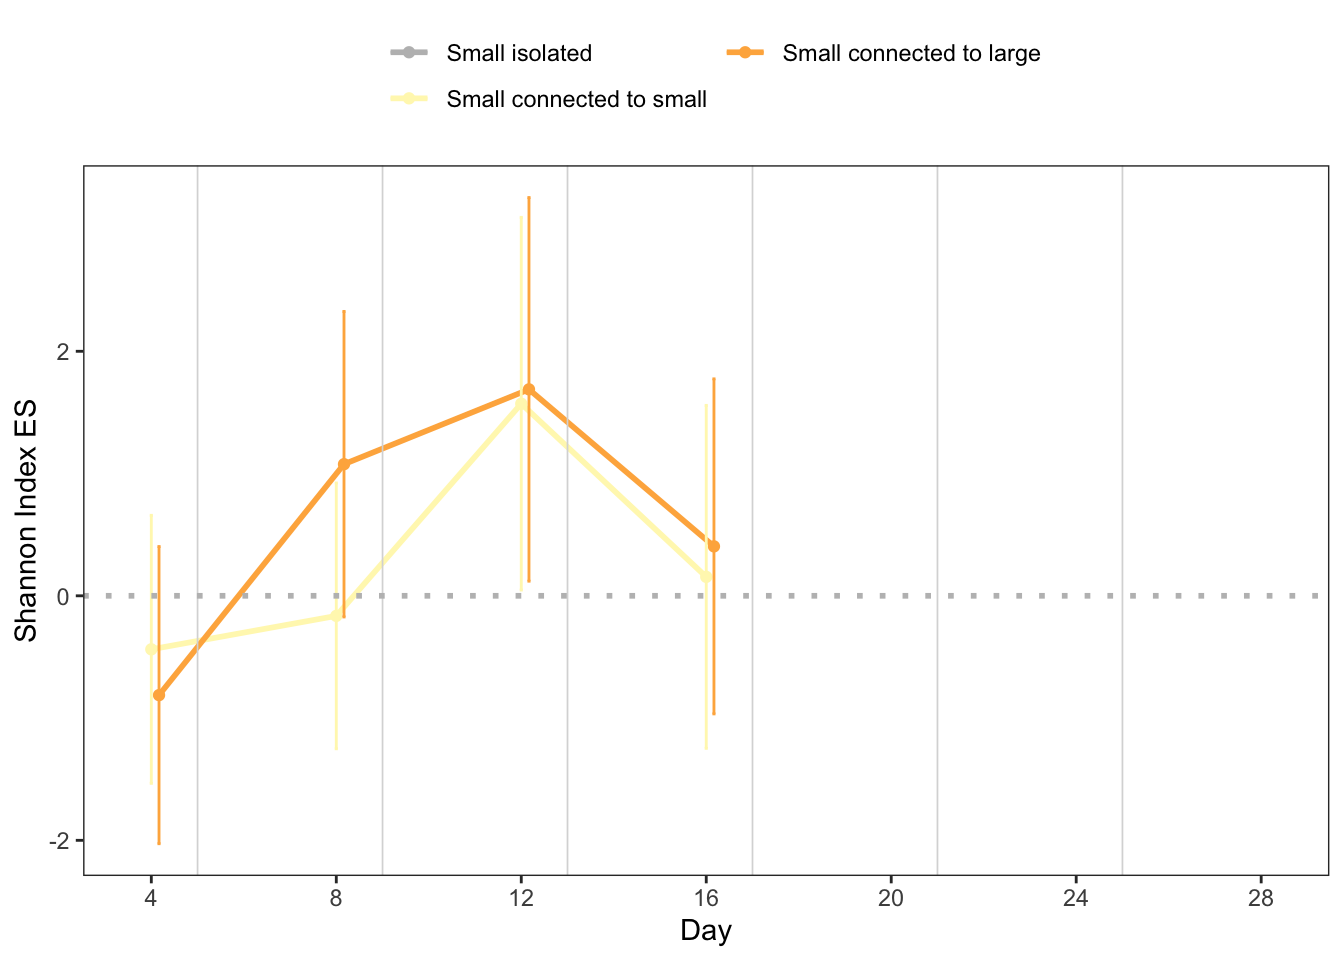 Small isolated
Small connected to large
Small connected to small
Shannon Index ES
2
0
-2
4 8 12 16 20 24 28
Day